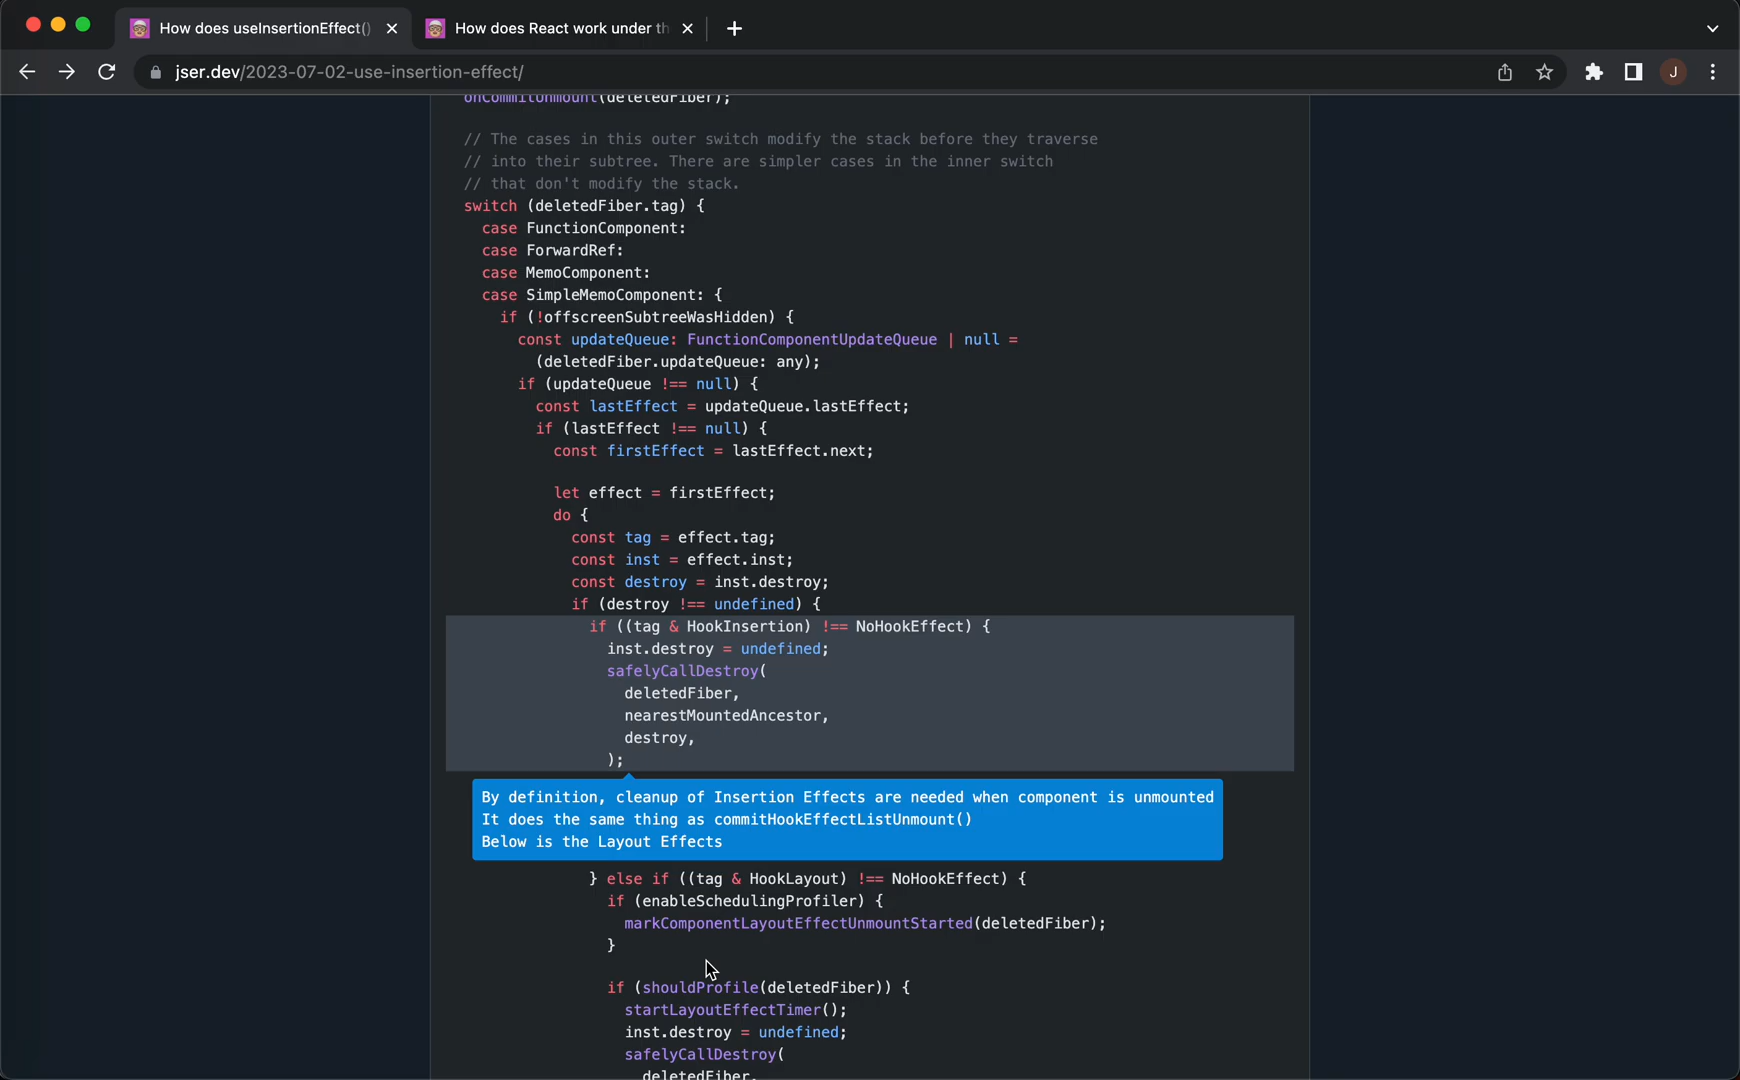 How does useInsertionEffect()
How does React work under th
jser.dev/2023-07-02-use-insertion-effect/
J
onCommitUnmount(deletedFiber);
// The cases in this outer switch modify the stack before they traverse
// into their subtree. There are simpler cases in the inner switch
// that don't modify the stack.
switch (deletedFiber.tag) {
case FunctionComponent:
case ForwardRef:
case MemoComponent:
case SimpleMemoComponent: {
if (!offscreenSubtreeWasHidden) {
const updateQueue: FunctionComponentUpdateQueue | null =
(deletedFiber.updateQueue: any);
if (updateQueue !== null) {
const lastEffect = updateQueue.lastEffect;
if (lastEffect !== null) {
const firstEffect = lastEffect.next;
let effect = firstEffect;
do {
const tag = effect.tag;
const inst = effect.inst;
const destroy = inst.destroy;
if (destroy !== undefined) {
if ((tag & HookInsertion) !== NoHookEffect) {
inst.destroy = undefined;
safelyCallDestroy(
deletedFiber,
nearestMountedAncestor,
destroy,
);
By definition, cleanup of Insertion Effects are needed when component is unmounted
It does the same thing as commitHookEffectListUnmount()
Below is the Layout Effects
} else if ((tag & HookLayout) !== NoHookEffect) {
if (enableSchedulingProfiler) {
markComponentLayoutEffectUnmountStarted(deletedFiber);
}
if (shouldProfile(deletedFiber)) {
startLayoutEffectTimer();
inst.destroy = undefined;
safelyCallDestroy(
deletedFiber,